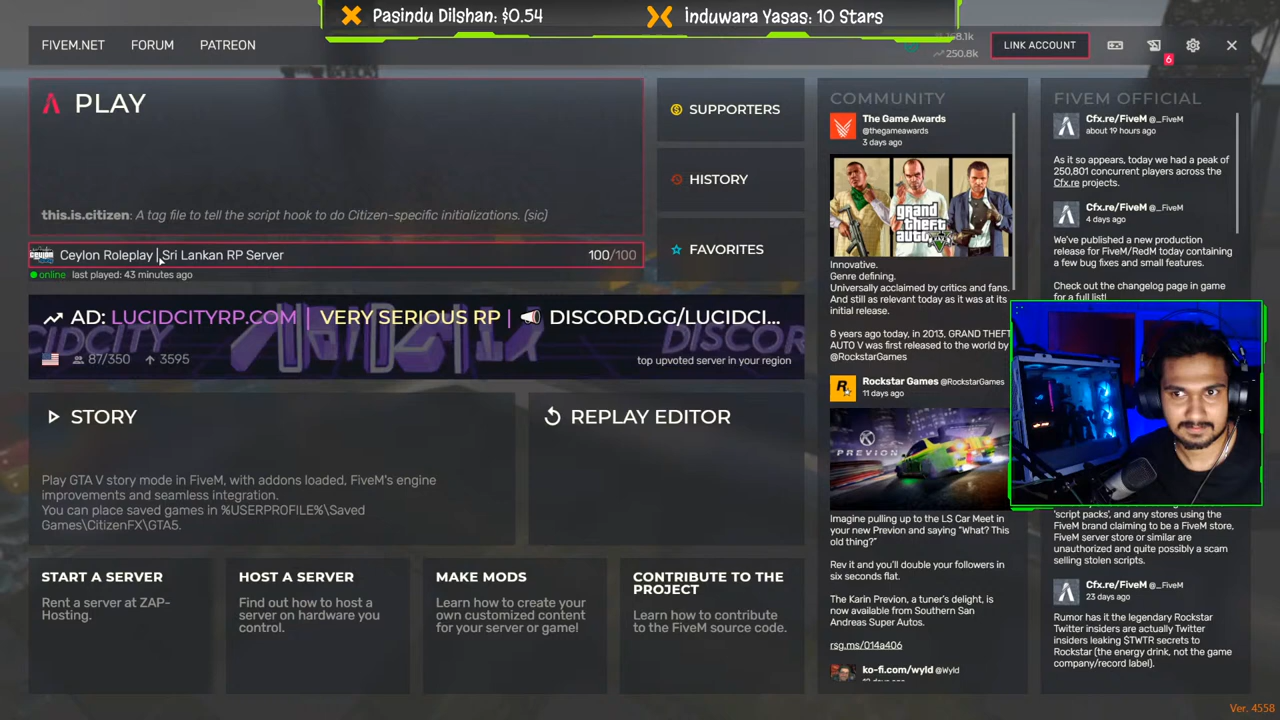 Pasindu Dilshan: $0.54
Induwara Yasas: 10 Stars
FIVEM.NET
FORUM
PATREON
250.8k
LINK ACCOUNT
6
PLAY
this.is.citizen: A tag file to tell the script hook to do Citizen-specific initializations. (sic)
Ceylon Roleplay | Sri Lankan RP Server
100/100
online last played: 43 minutes ago
SUPPORTERS
HISTORY
FAVORITES
AD: LUCIDCITYRP.COM | VERY SERIOUS RP | DISCORD.GG/LUCIDCI...
87/350
3595
top upvoted server in your region
STORY
Play GTA V story mode in FiveM, with addons loaded, FiveM's engine
improvements and seamless integration.
You can place saved games in %USERPROFILE%\Saved
Games\CitizenFX\GTA5.
REPLAY EDITOR
START A SERVER
Rent a server at ZAP-
Hosting.
HOST A SERVER
Find out how to host a
server on hardware you
control.
MAKE MODS
Learn how to create your
own customized content
for your server or game!
CONTRIBUTE TO THE
PROJECT
Learn how to contribute
to the FiveM source code.
COMMUNITY
The Game Awards
@thegameawards
3 days ago
grand
theft
auto
V
Innovative.
Genre defining.
Universally acclaimed by critics and fans.
And still as relevant today as it was at its
initial release.
8 years ago today, in 2013, GRAND THEFT
AUTO V was first released to the world by
@RockstarGames
Rockstar Games @RockstarGames
11 days ago
PREVION
Imagine pulling up to the LS Car Meet in
your new Previon and saying "What? This
old thing?"
Rev it and you'll double your followers in
six seconds flat.
The Karin Previon, a tuner's delight, is
now available from Southern San
Andreas Super Autos.
rsg.ms/014a406
ko-fi.com/wyld @Wyld
FIVEM OFFICIAL
Cfx.re/FiveM @_FiveM
about 19 hours ago
As it so appears, today we had a peak of
250,801 concurrent players across the
Cfx.re projects.
Cfx.re/FiveM @_FiveM
4 days ago
We've published a new production
release for FiveM/RedM today containing
a few bug fixes and small features.
Check out the changelog page in game
for a full list!
'script packs', and any stores using the
FiveM brand claiming to be a FiveM store,
FiveM server store or similar are
unauthorized and quite possibly a scam
selling stolen scripts.
Cfx.re/FiveM @_FiveM
23 days ago
Rumor has it the legendary Rockstar
Twitter insiders are actually Twitter
insiders leaking $TWTR secrets to
Rockstar (the energy drink, not the game
company/record label).
Ver. 4558